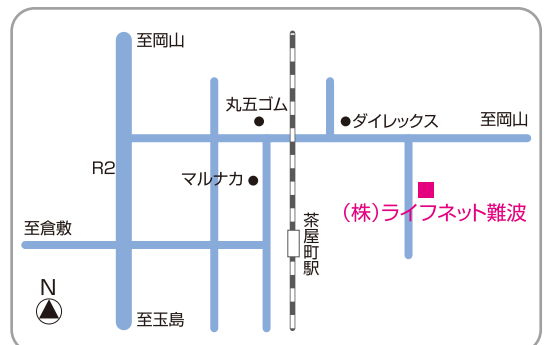 至岡山
丸五ゴム
ダイレックス
至岡山
R2
マルナカ
(株)ライフネット難波
至倉敷
茶屋町駅
N
至玉島